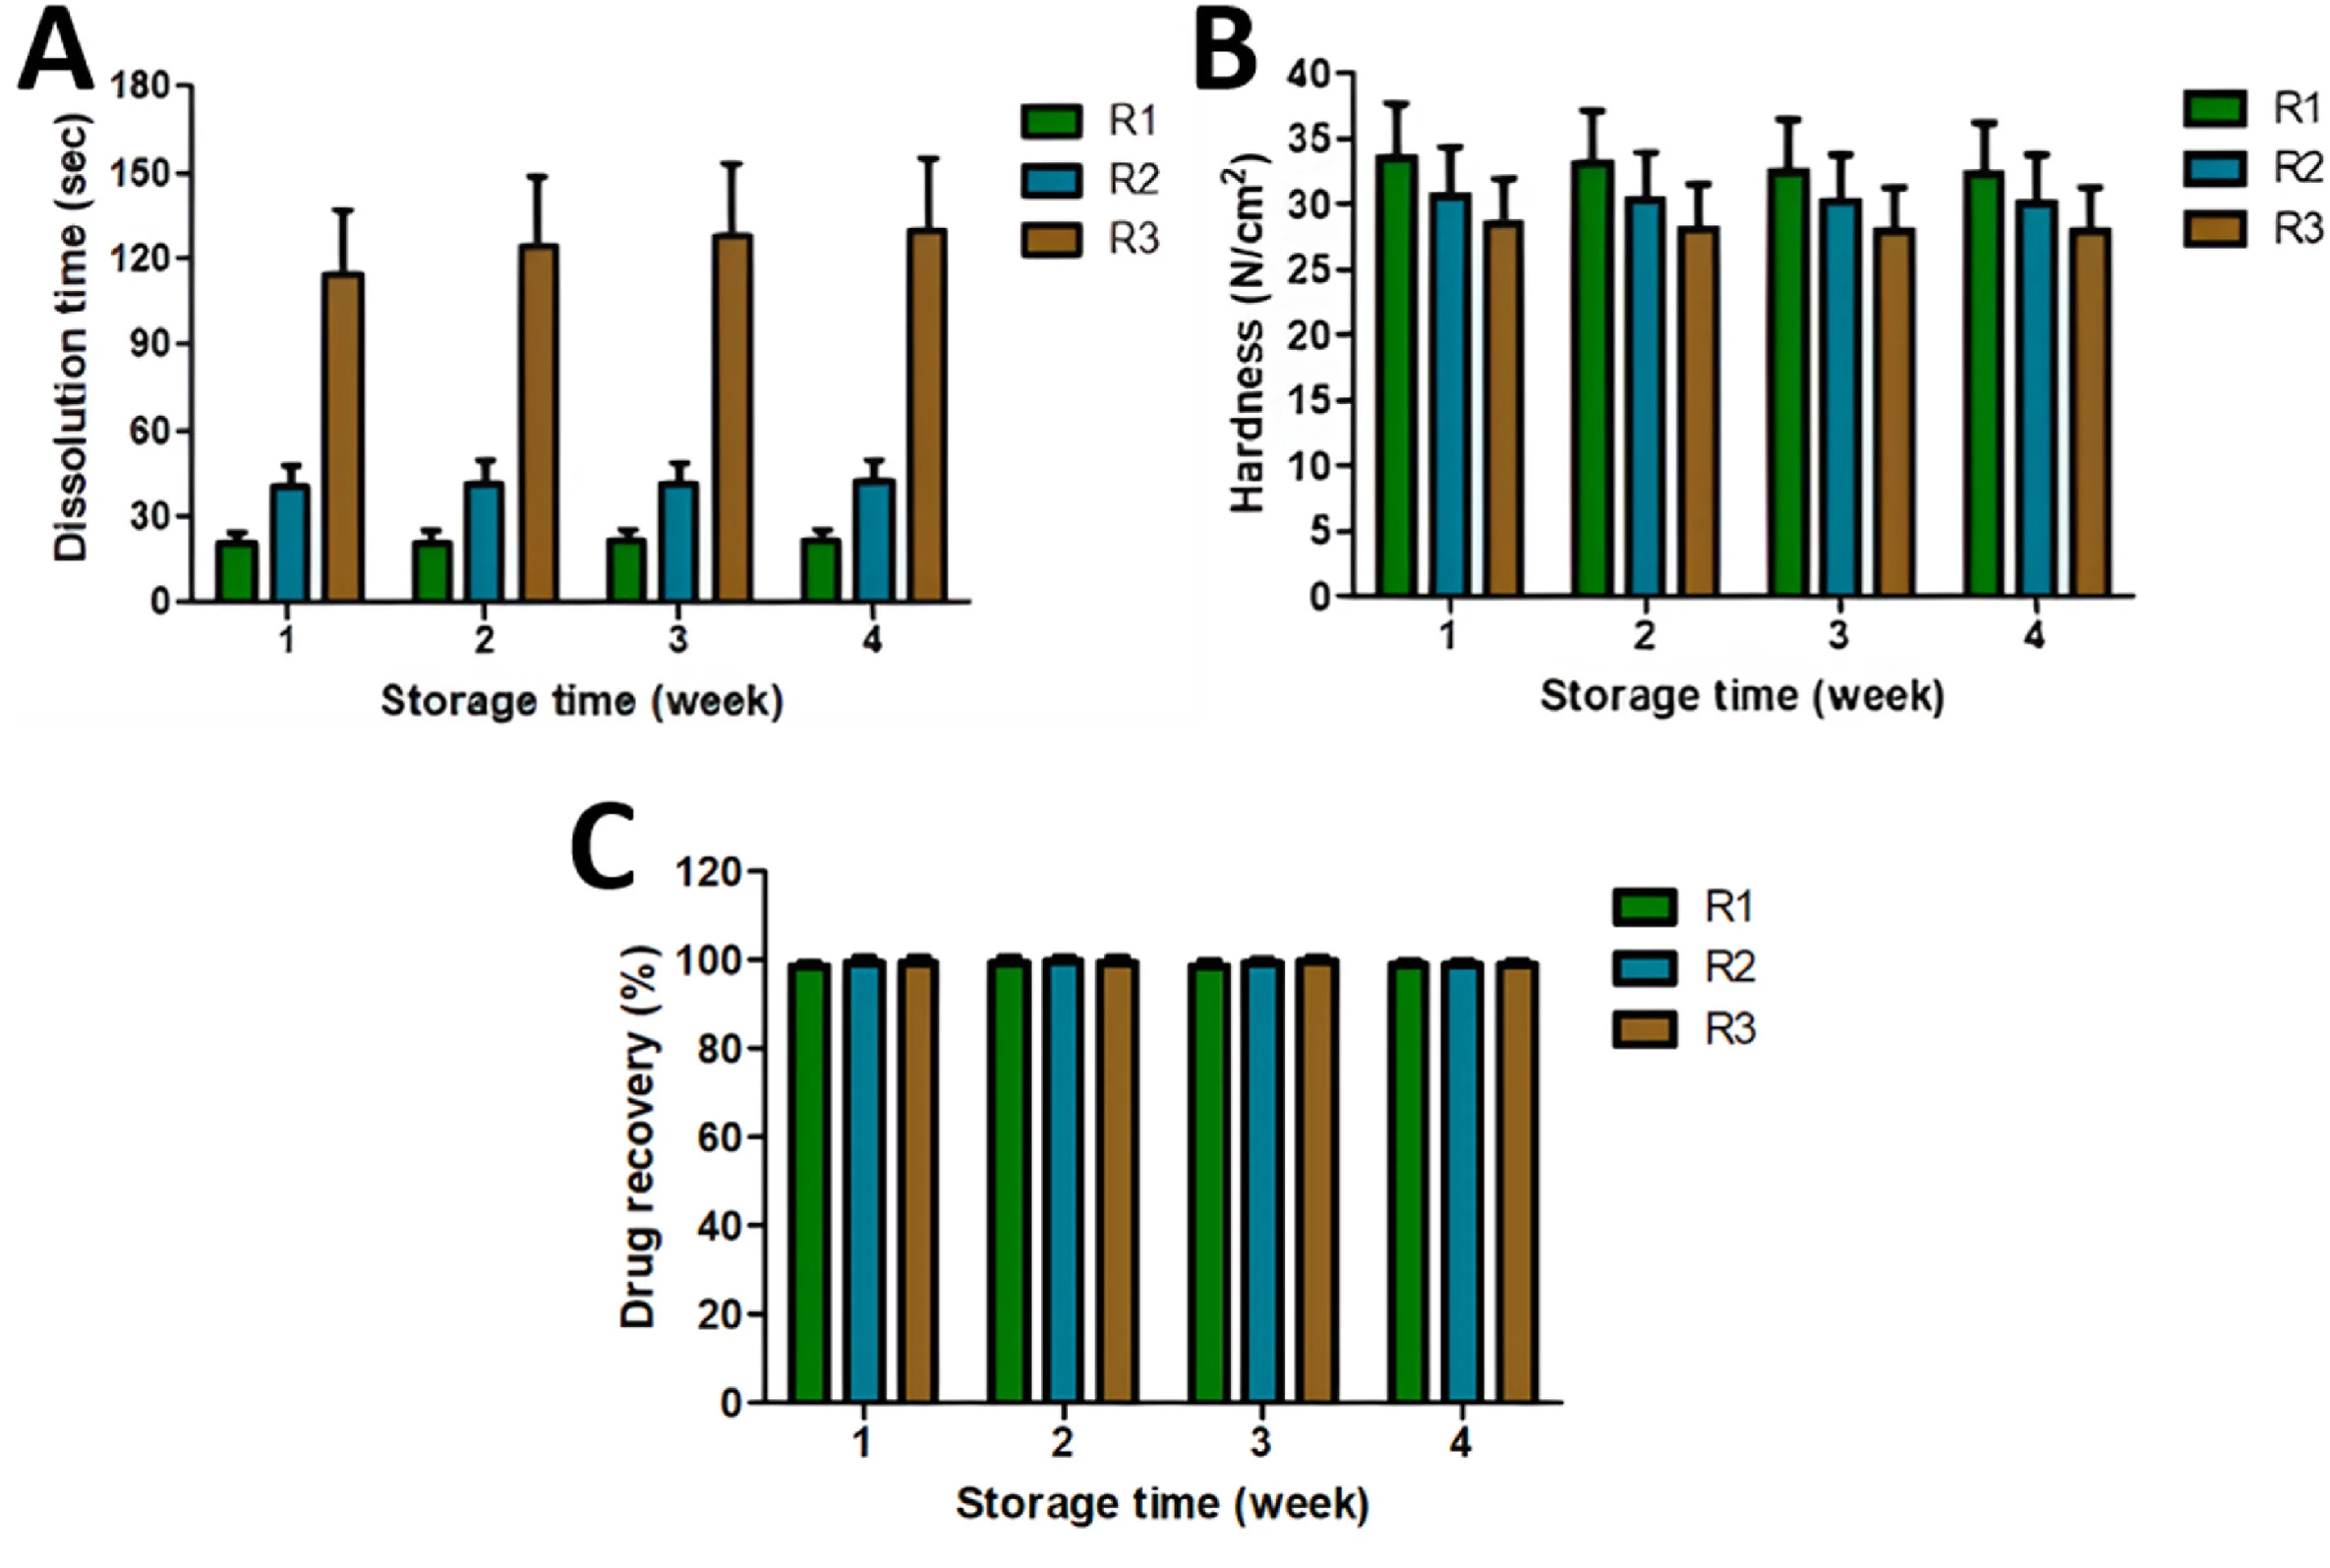 A
180
150
120
90
60
30
0
Dissolution time (sec)
1 2 3 4
Storage time (week)
R1
R2
R3
B
40
35
30
25
20
15
10
5
0
Hardness (N/cm²)
1 2 3 4
Storage time (week)
R1
R2
R3
C
120
100
80
60
40
20
0
Drug recovery (%)
1 2 3 4
Storage time (week)
R1
R2
R3